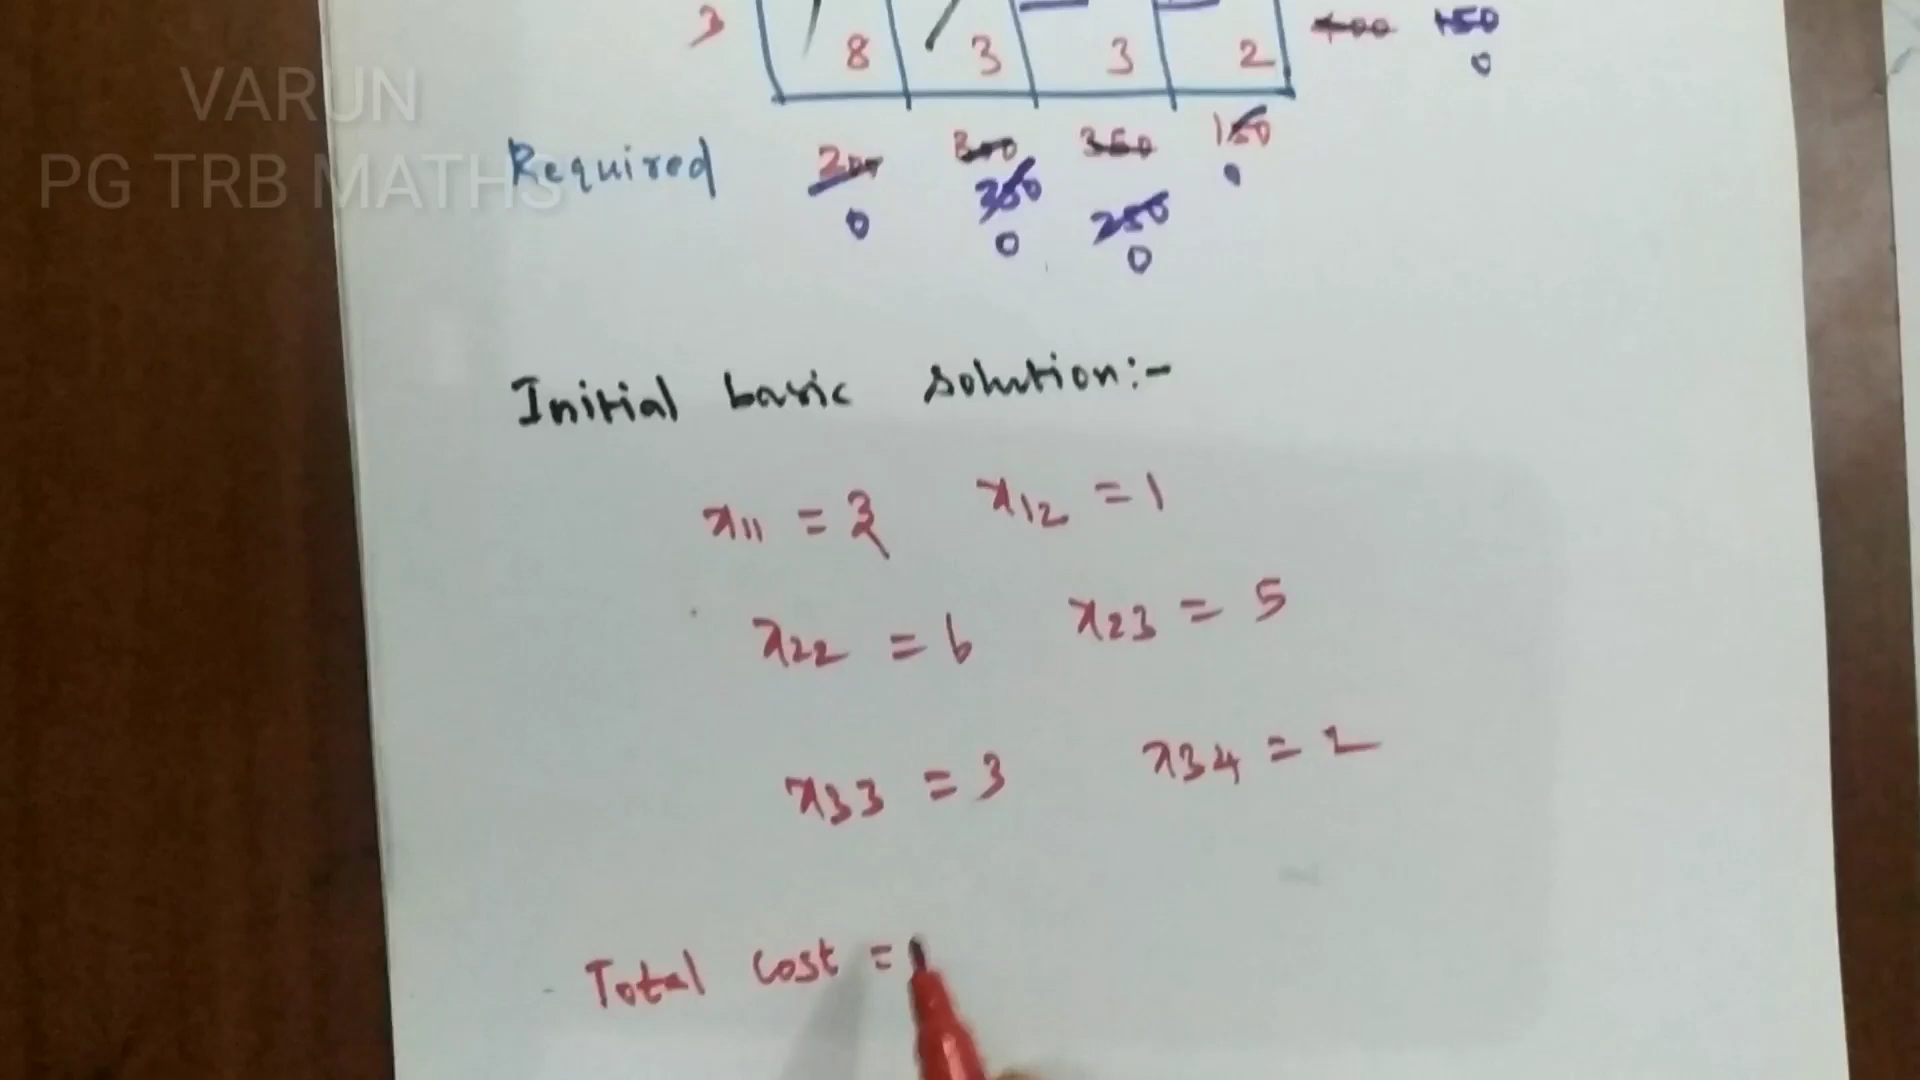 3 8 3 3 2 400 150
0
VARUN
PG TRB MATHS
Required 200 300 350 150
0 350 250 0
0 0
Initial basic solution:-
x11 = 3 x12 = 1
x22 = 6 x23 = 5
x33 = 3 x34 = 2
Total cost =